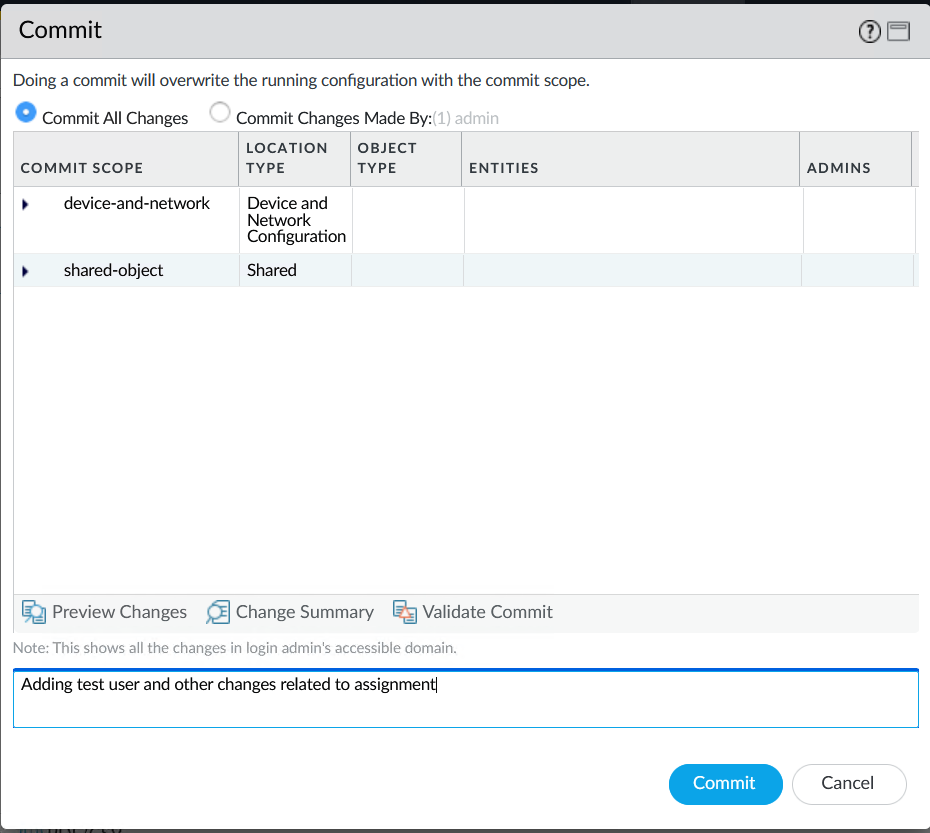 Commit
Doing a commit will overwrite the running configuration with the commit scope.
Commit All Changes Commit Changes Made By:(1) admin
COMMIT SCOPE LOCATION TYPE OBJECT TYPE ENTITIES ADMINS
device-and-network Device and Network Configuration
shared-object Shared
Preview Changes Change Summary Validate Commit
Note: This shows all the changes in login admin's accessible domain.
Adding test user and other changes related to assignment
Commit Cancel